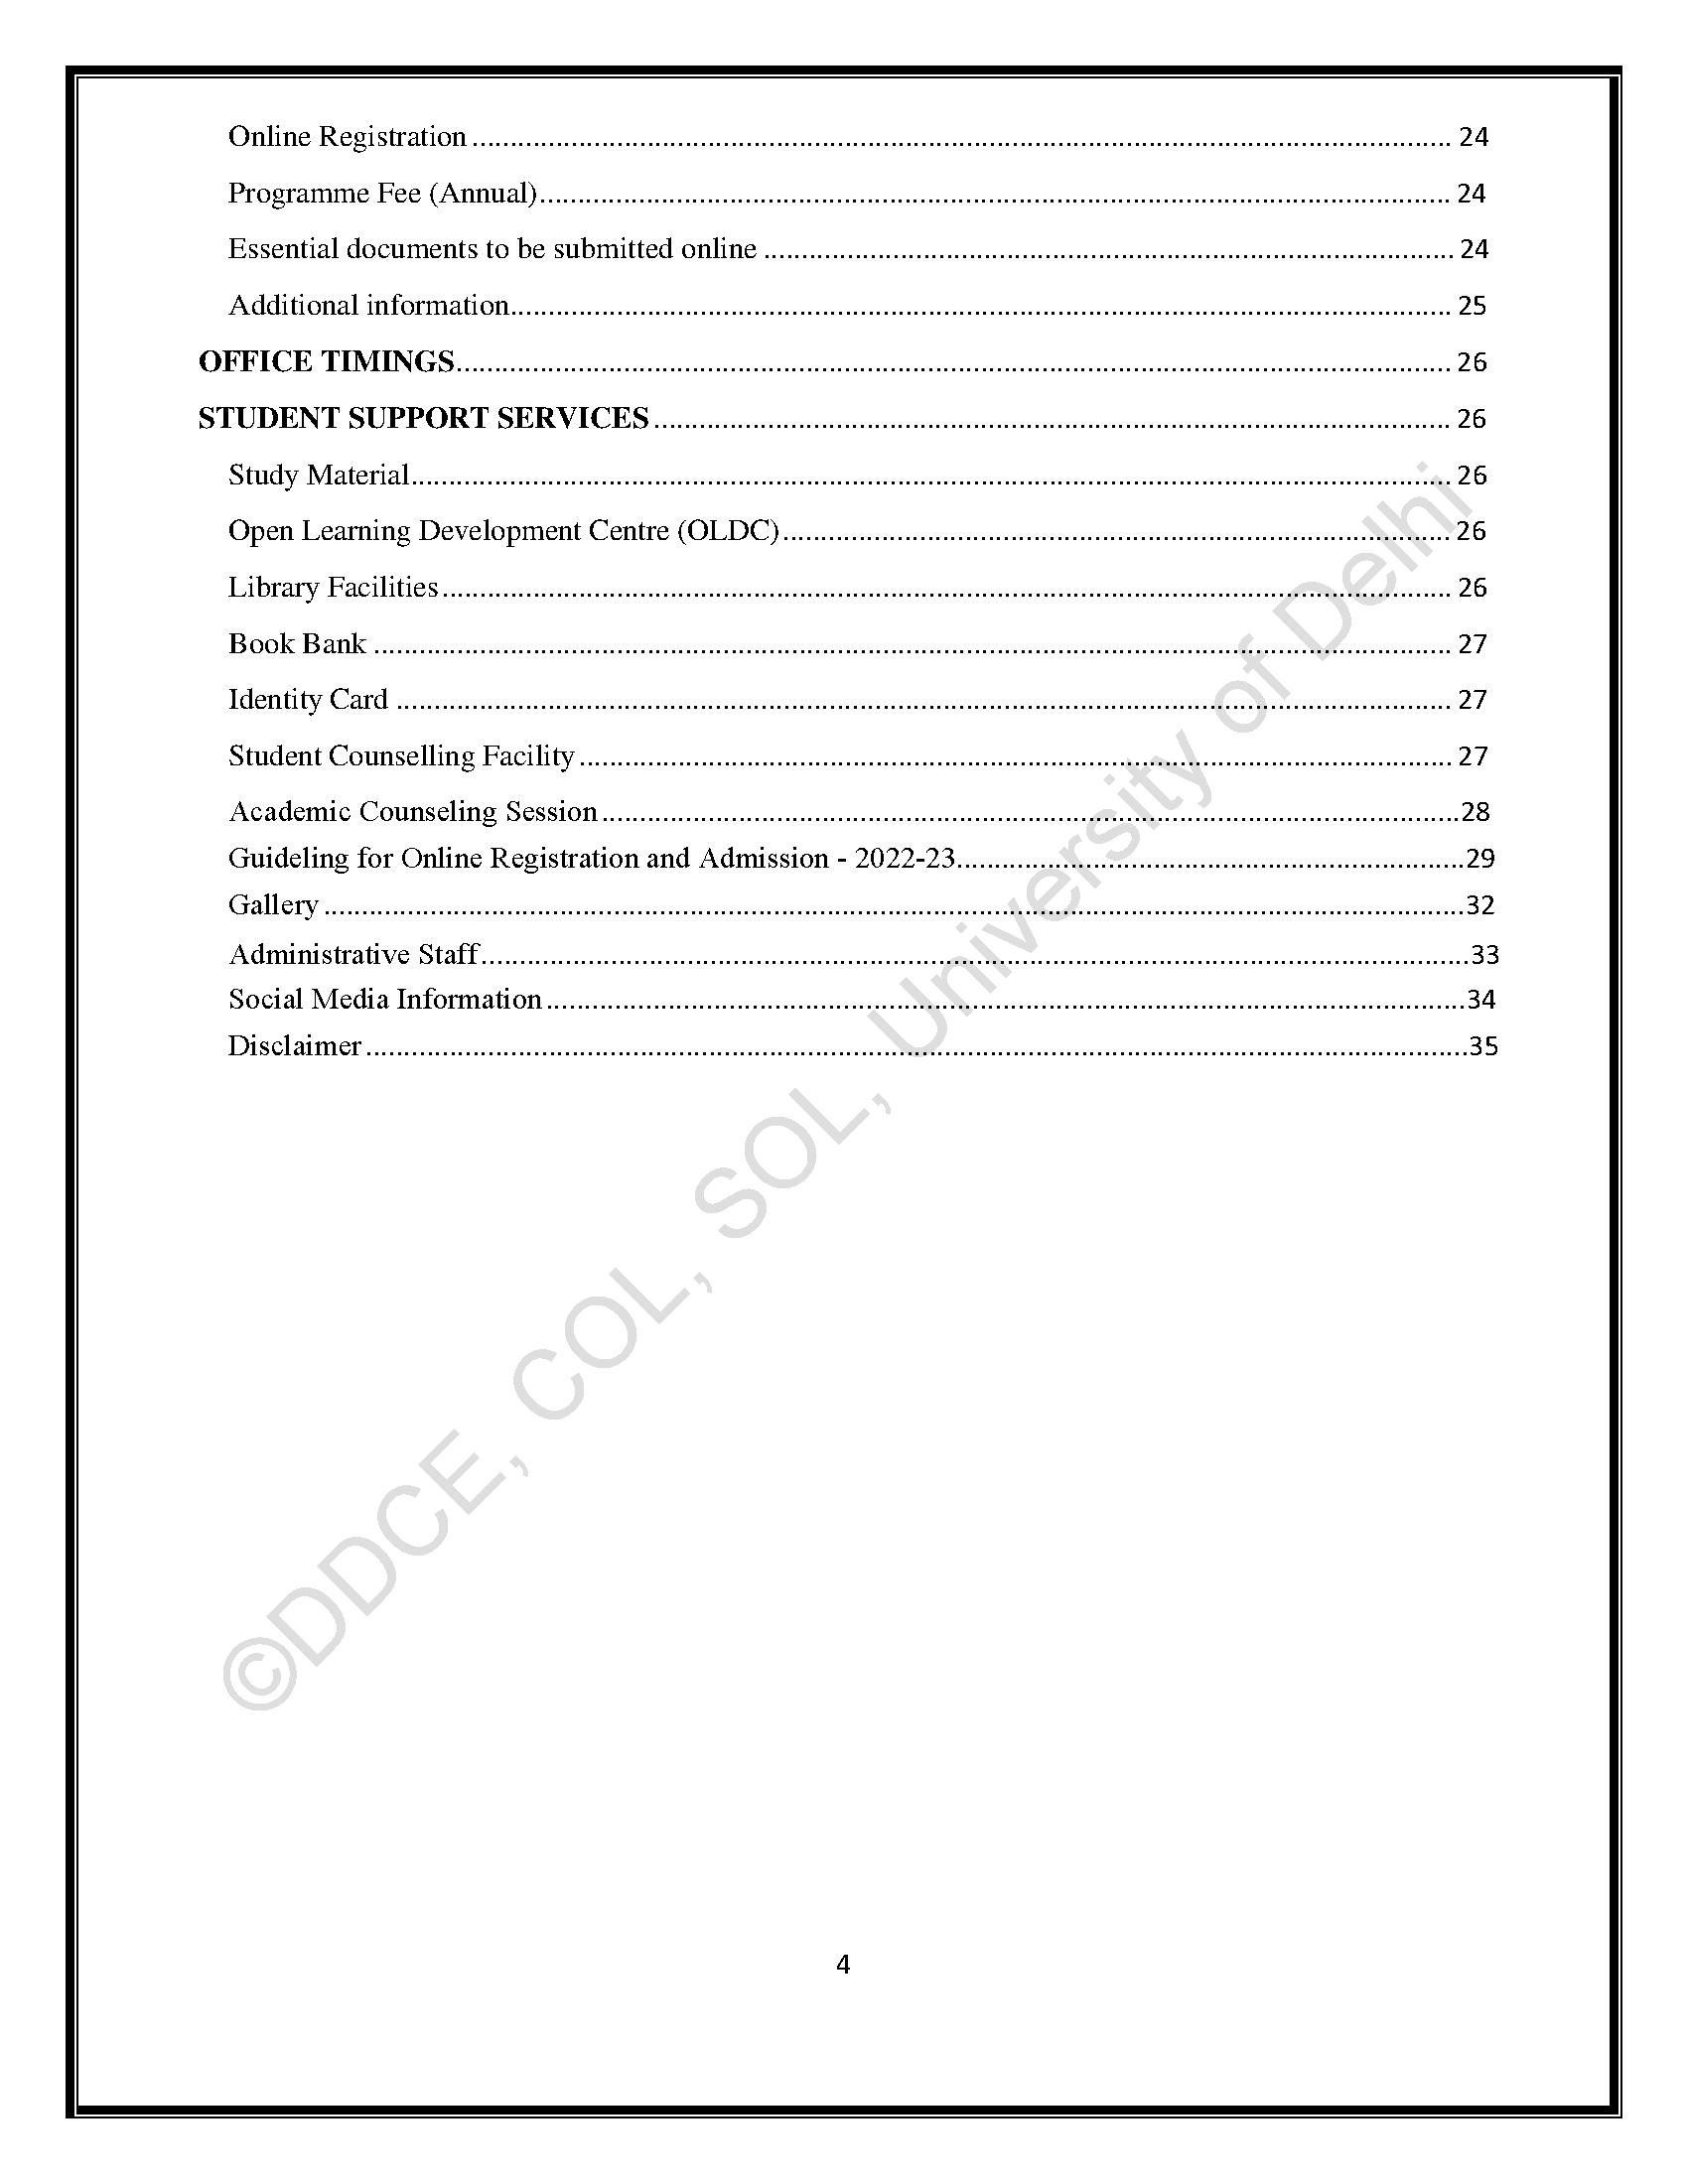 Online Registration ........ 24
Programme Fee (Annual) ........ 24
Essential documents to be submitted online ........ 24
Additional information ........ 25
OFFICE TIMINGS ........ 26
STUDENT SUPPORT SERVICES ........ 26
Study Material ........ 26
Open Learning Development Centre (OLDC) ........ 26
Library Facilities ........ 26
Book Bank ........ 27
Identity Card ........ 27
Student Counselling Facility ........ 27
Academic Counseling Session ........ 28
Guideling for Online Registration and Admission - 2022-23 ........ 29
Gallery ........ 32
Administrative Staff ........ 33
Social Media Information ........ 34
Disclaimer ........ 35
©DDCE, COL, SOL, University of Delhi
4